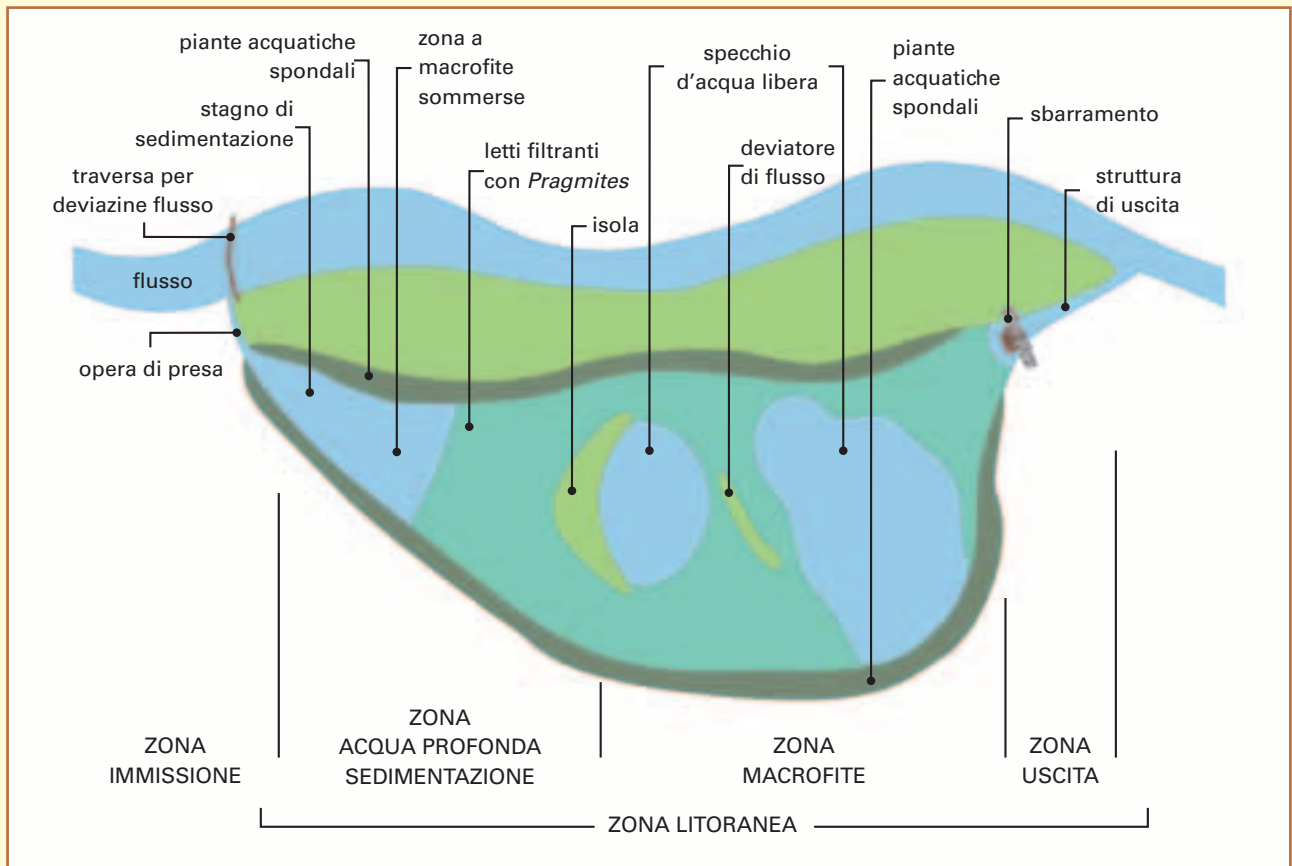 piante acquatiche
spondali
zona a
macrofite
sommerse
specchio
d'acqua libera
piante
acquatiche
spondali
stagno di
sedimentazione
sbarramento
letti filtranti
con Pragmites
deviatore
di flusso
traversa per
deviazine flusso
struttura
di uscita
isola
flusso
opera di presa
ZONA
IMMISSIONE
ZONA
ACQUA PROFONDA
SEDIMENTAZIONE
ZONA
MACROFITE
ZONA
USCITA
ZONA LITORANEA